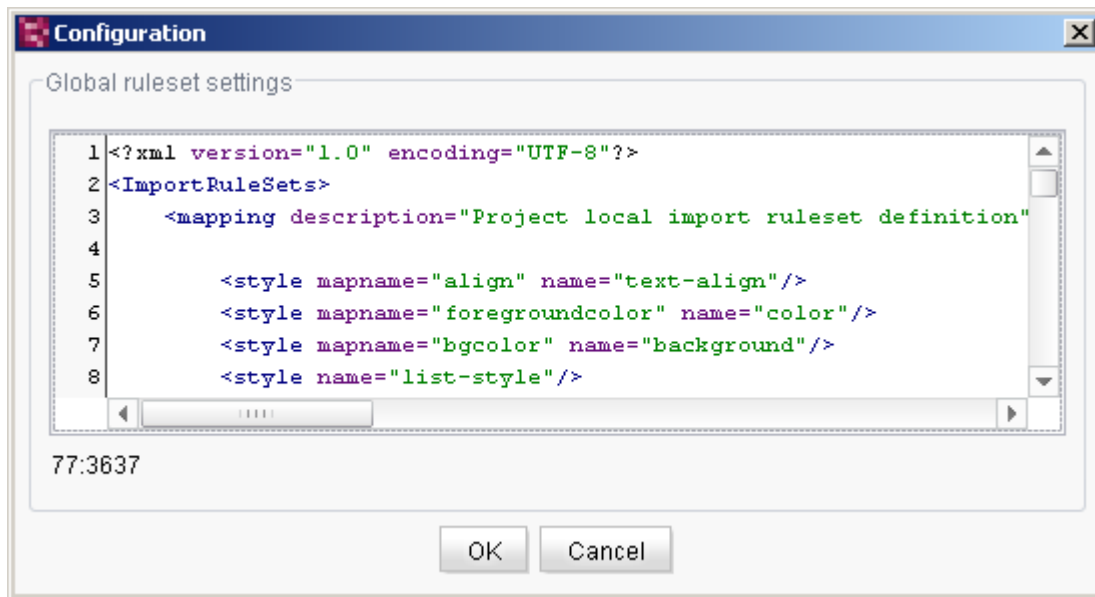 Configuration
Global ruleset settings
1<?xml version="1.0" encoding="UTF-8"?>
2<ImportRuleSets>
3    <mapping description="Project local import ruleset definition"
4
5        <style mapname="align" name="text-align"/>
6        <style mapname="foregroundcolor" name="color"/>
7        <style mapname="bgcolor" name="background"/>
8        <style name="list-style"/>
77:3637
OK Cancel